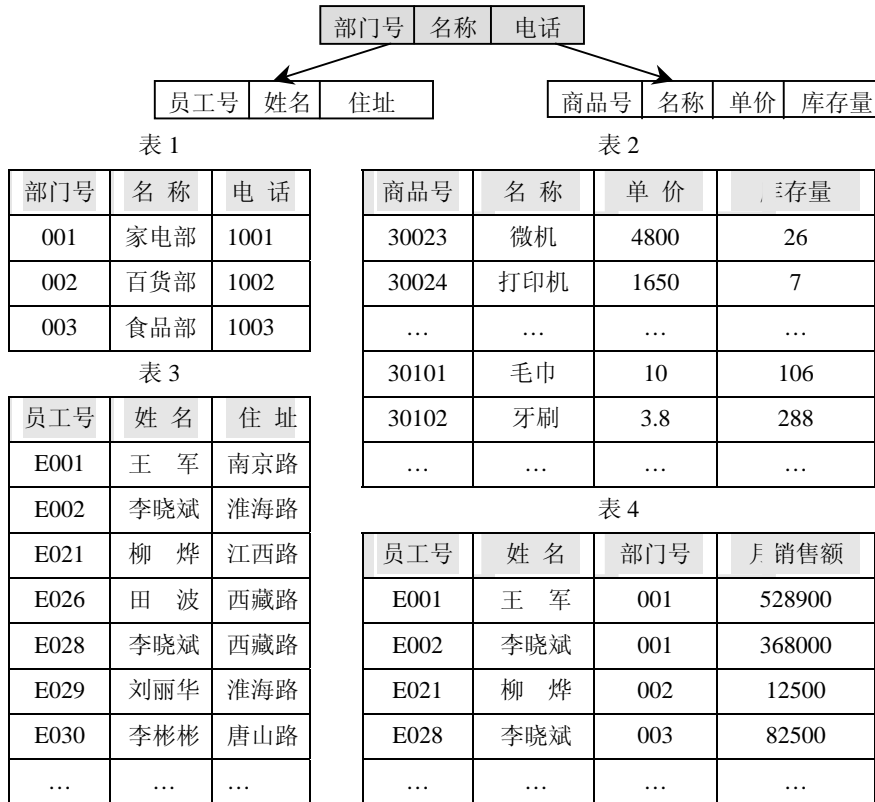 部门号 名称 电话
员工号 姓名 住址
商品号 名称 单价 库存量
表 1
部门号 名 称 电 话
001 家电部 1001
002 百货部 1002
003 食品部 1003
表 2
商品号 名 称 单 价 存量
30023 微机 4800 26
30024 打印机 1650 7
… … … …
30101 毛巾 10 106
30102 牙刷 3.8 288
… … … …
表 3
员工号 姓 名 住 址
E001 王 军 南京路
E002 李晓斌 淮海路
E021 柳 烨 江西路
E026 田 波 西藏路
E028 李晓斌 西藏路
E029 刘丽华 淮海路
E030 李彬彬 唐山路
… … …
表 4
员工号 姓 名 部门号 月销售额
E001 王 军 001 528900
E002 李晓斌 001 368000
E021 柳 烨 002 12500
E028 李晓斌 003 82500
… … … …